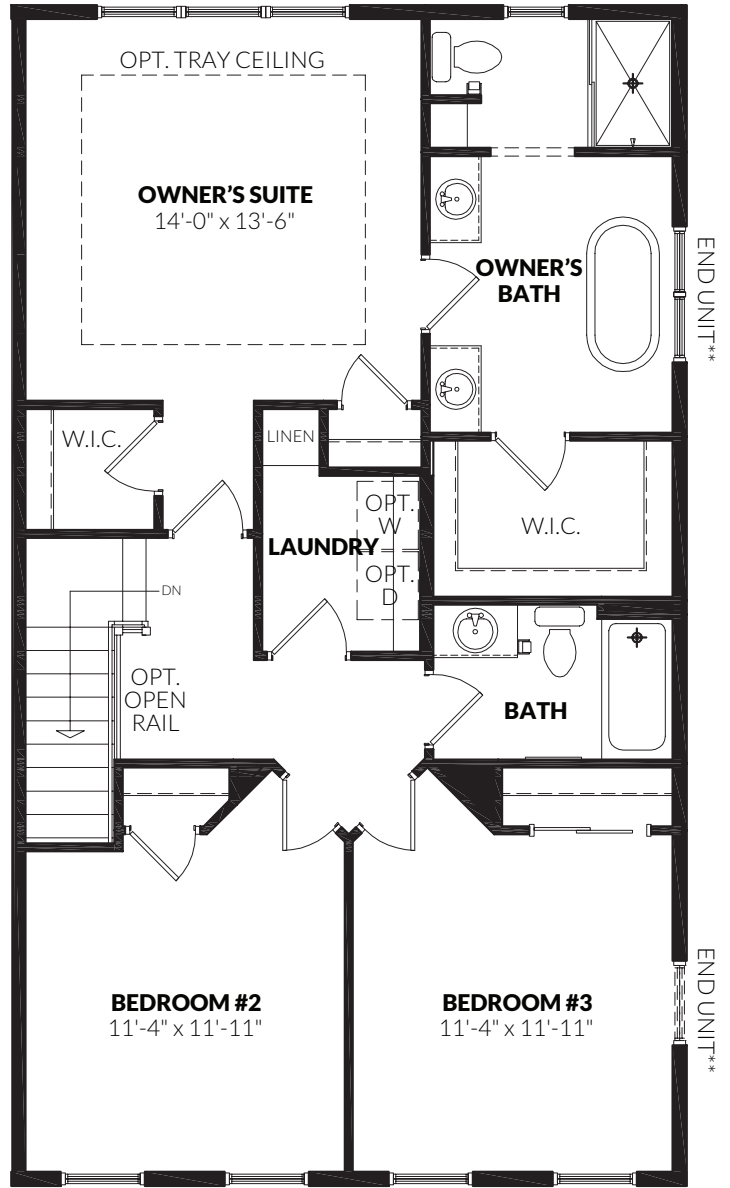 OPT. TRAY CEILING
OWNER’S SUITE
14'-0" x 13'-6"
OWNER’S
BATH
END UNIT**
W.I.C.
LINEN
OPT.
W
LAUNDRY
OPT.
D
W.I.C.
DN
OPT.
OPEN
RAIL
BATH
BEDROOM #2
11'-4" x 11'-11"
BEDROOM #3
11'-4" x 11'-11"
END UNIT**